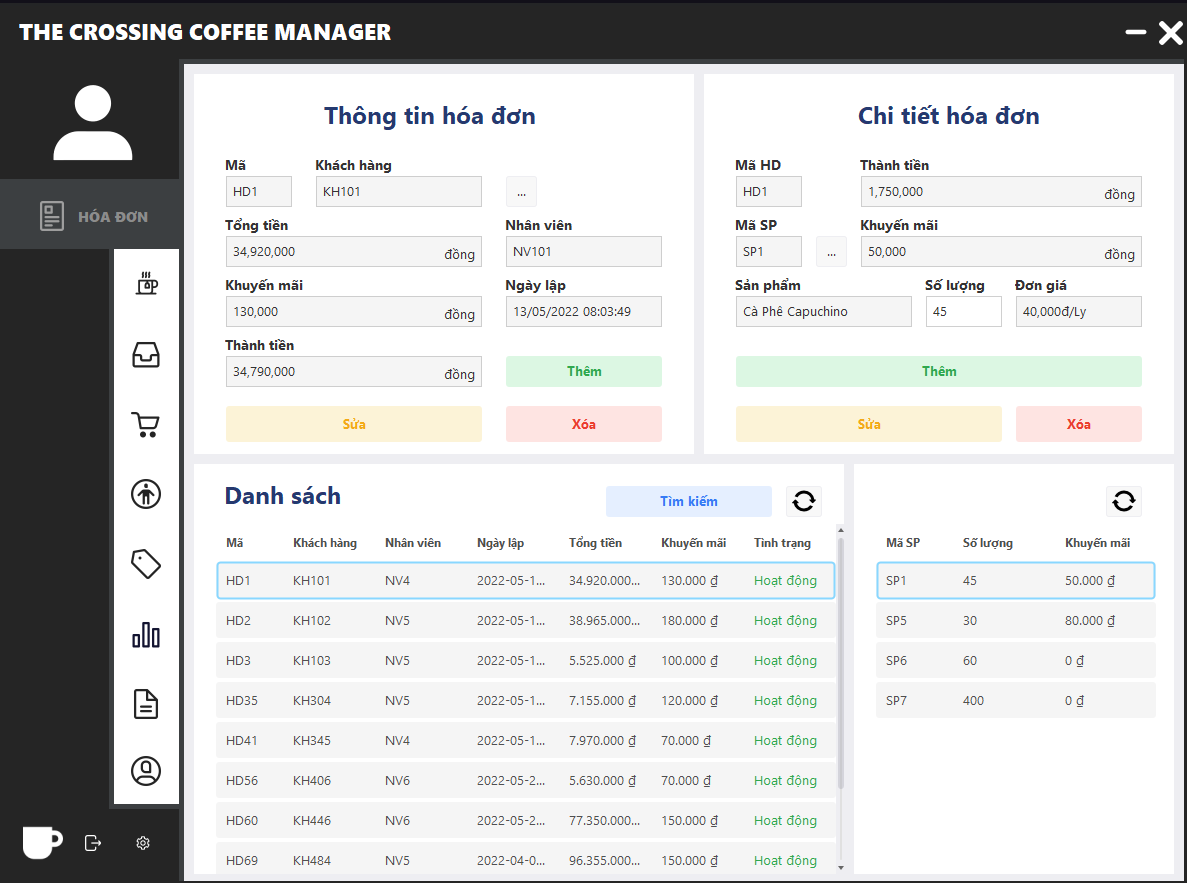 THE CROSSING COFFEE MANAGER
HÓA ĐƠN
Thông tin hóa đơn
Mã Khách hàng
HD1 KH101 ...
Tổng tiền Nhân viên
34,920,000 đồng NV101
Khuyến mãi Ngày lập
130,000 đồng 13/05/2022 08:03:49
Thành tiền
34,790,000 đồng Thêm
Sửa Xóa
Chi tiết hóa đơn
Mã HD Thành tiền
HD1 1,750,000 đồng
Mã SP Khuyến mãi
SP1 ... 50,000 đồng
Sản phẩm Số lượng Đơn giá
Cà Phê Capuchino 45 40,000đ/Ly
Thêm
Sửa Xóa
Danh sách Tìm kiếm
Mã Khách hàng Nhân viên Ngày lập Tổng tiền Khuyến mãi Tình trạng
HD1 KH101 NV4 2022-05-1... 34.920.000... 130.000 ₫ Hoạt động
HD2 KH102 NV5 2022-05-1... 38.965.000... 180.000 ₫ Hoạt động
HD3 KH103 NV5 2022-05-1... 5.525.000 ₫ 100.000 ₫ Hoạt động
HD35 KH304 NV5 2022-05-1... 7.155.000 ₫ 120.000 ₫ Hoạt động
HD41 KH345 NV4 2022-05-1... 7.970.000 ₫ 70.000 ₫ Hoạt động
HD56 KH406 NV6 2022-05-2... 5.630.000 ₫ 70.000 ₫ Hoạt động
HD60 KH446 NV6 2022-05-2... 77.350.000... 150.000 ₫ Hoạt động
HD69 KH484 NV5 2022-04-0... 96.355.000... 150.000 ₫ Hoạt động
Mã SP Số lượng Khuyến mãi
SP1 45 50.000 ₫
SP5 30 80.000 ₫
SP6 60 0 ₫
SP7 400 0 ₫